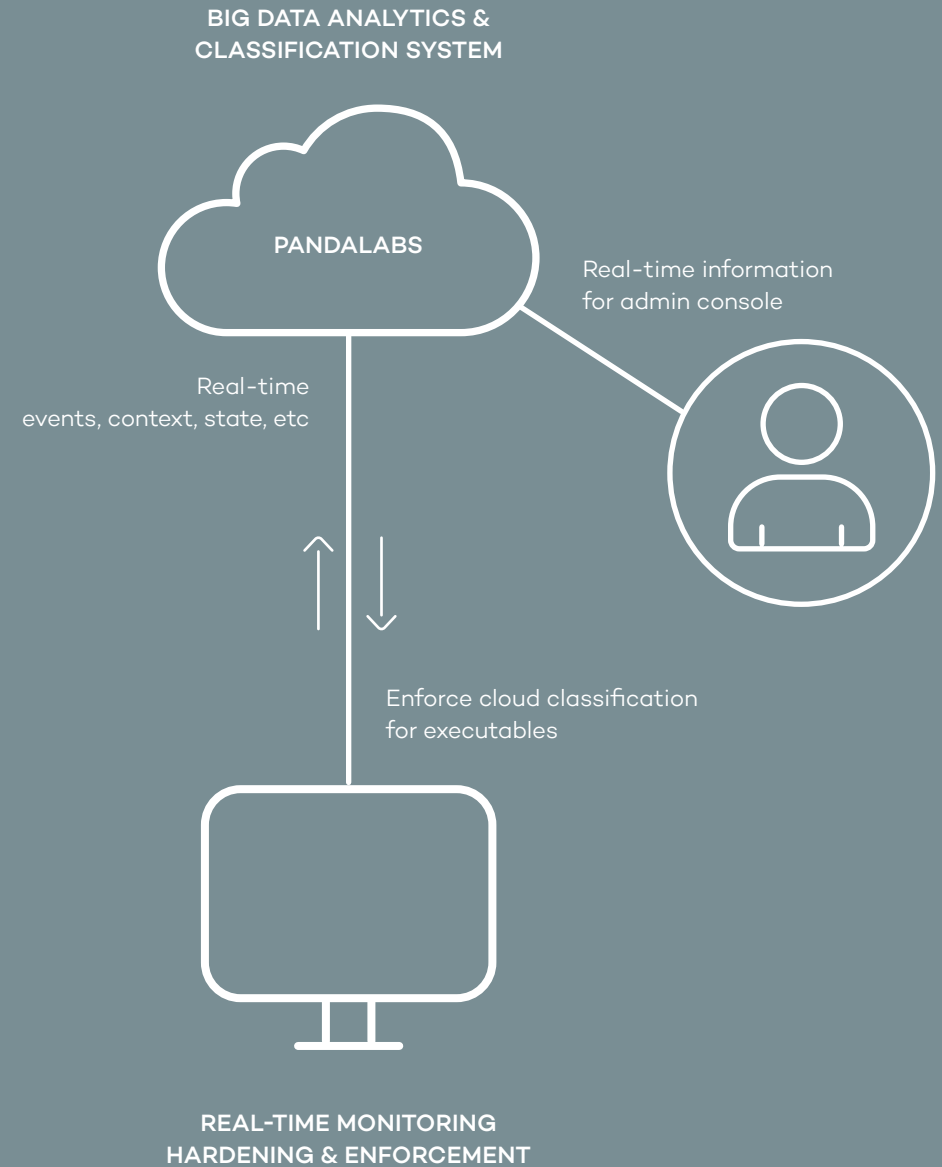 BIG DATA ANALYTICS &
CLASSIFICATION SYSTEM
PANDALABS
Real-time information
for admin console
Real-time
events, context, state, etc
Enforce cloud classification
for executables
REAL-TIME MONITORING
HARDENING & ENFORCEMENT